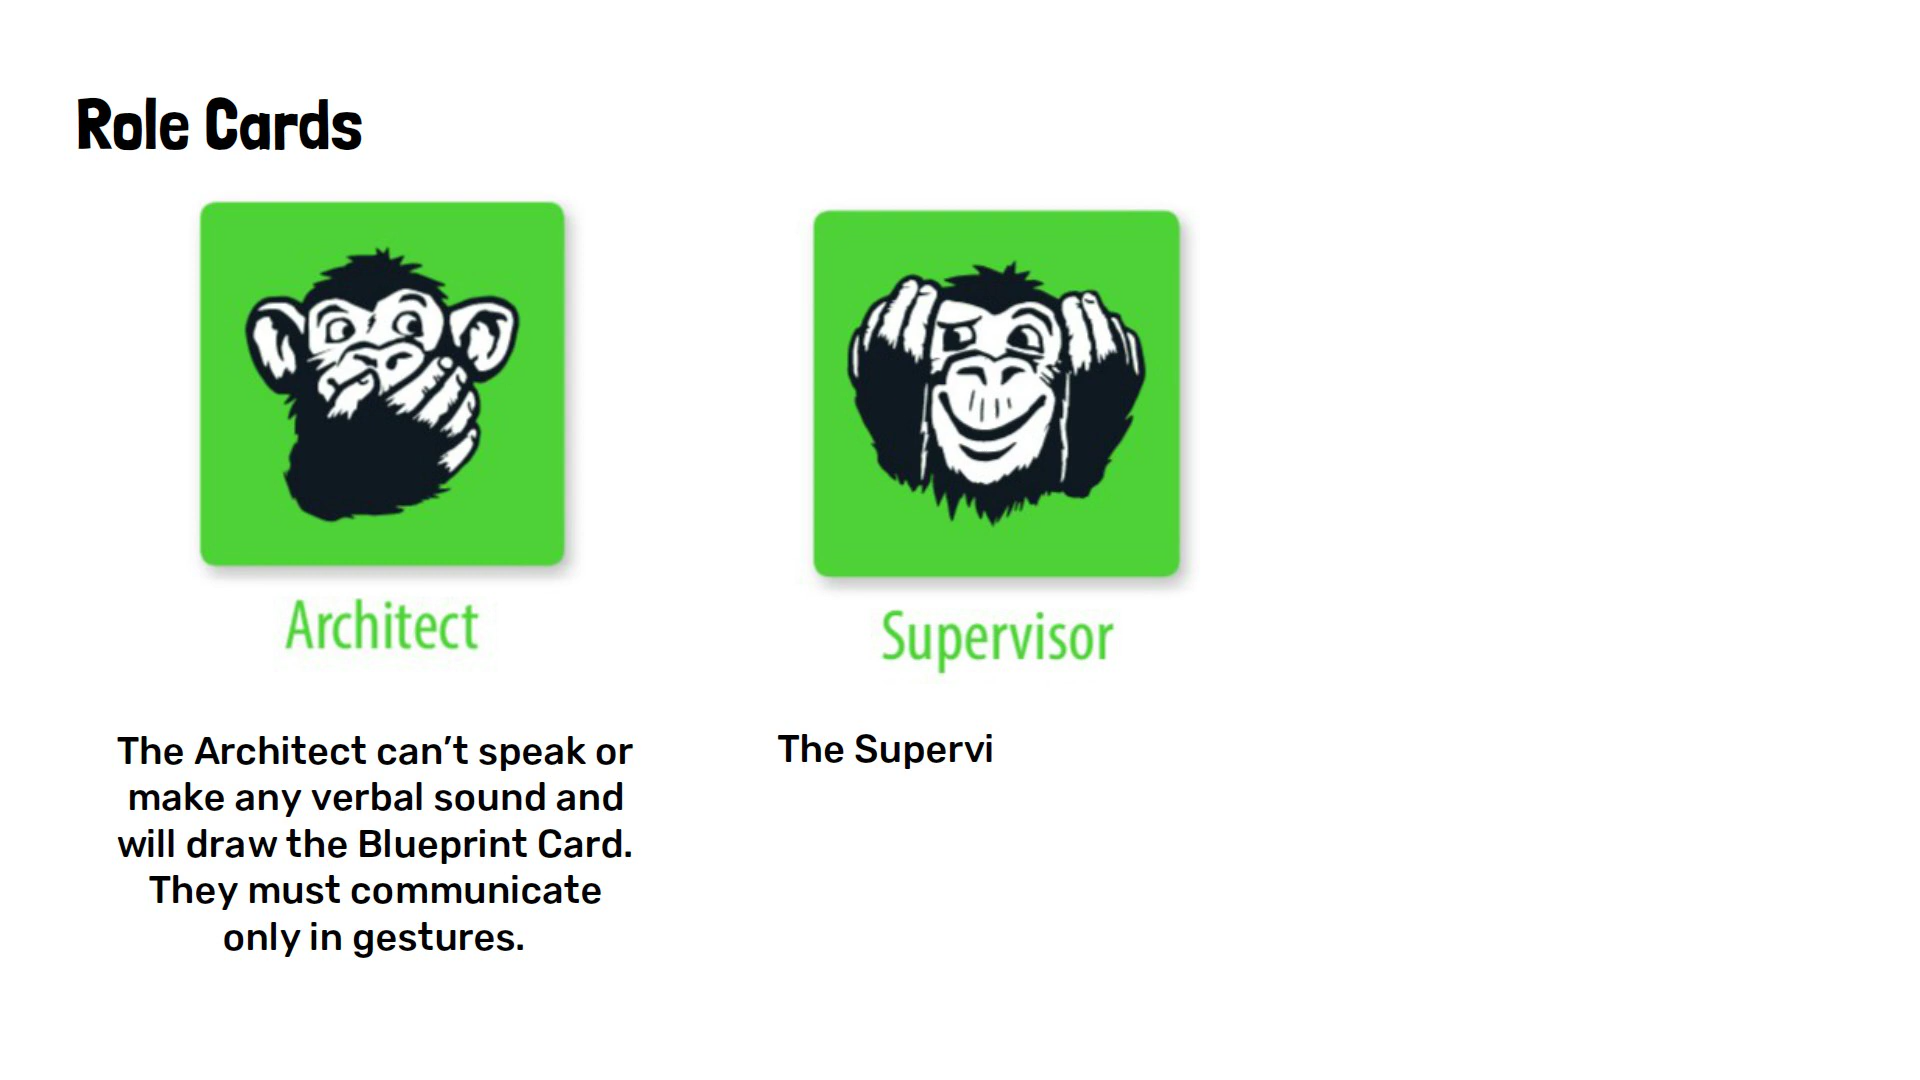 Role Cards
Architect
Supervisor
The Architect can’t speak or
make any verbal sound and
will draw the Blueprint Card.
They must communicate
only in gestures.
The Supervi